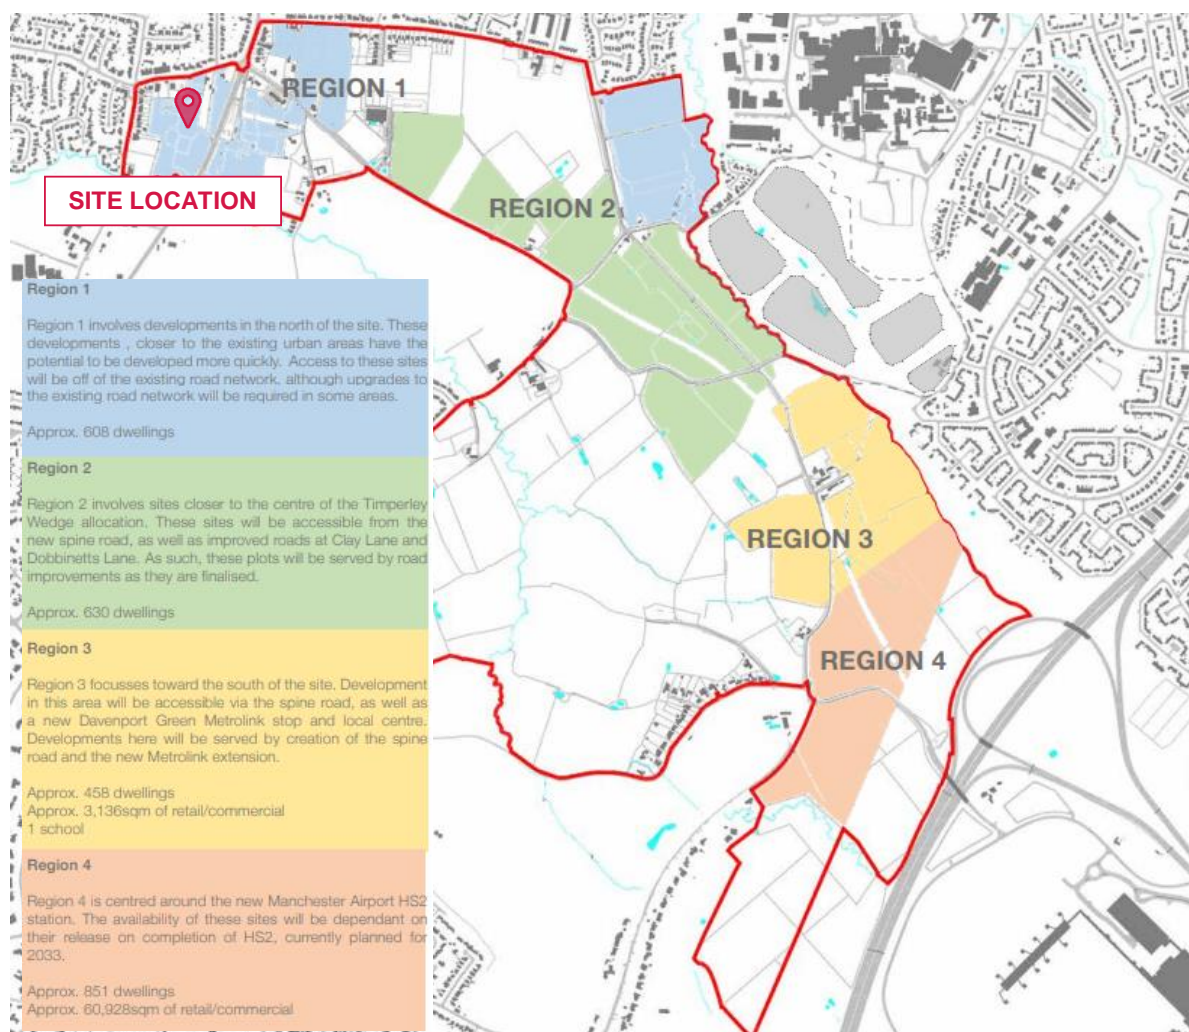 REGION 1
SITE LOCATION
REGION 2
REGION 3
REGION 4
Region 1
Region 1 involves developments in the north of the site. These
developments , closer to the existing urban areas have the
potential to be developed more quickly. Access to these sites
will be off of the existing road network, although upgrades to
the existing road network will be required in some areas.
Approx. 608 dwellings
Region 2
Region 2 involves sites closer to the centre of the Timperley
Wedge allocation. These sites will be accessible from the
new spine road, as well as improved roads at Clay Lane and
Dobbinetts Lane. As such, these plots will be served by road
improvements as they are finalised.
Approx. 630 dwellings
Region 3
Region 3 focusses toward the south of the site. Development
in this area will be accessible via the spine road, as well as
a new Davenport Green Metrolink stop and local centre.
Developments here will be served by creation of the spine
road and the new Metrolink extension.
Approx. 458 dwellings
Approx. 3,136sqm of retail/commercial
1 school
Region 4
Region 4 is centred around the new Manchester Airport HS2
station. The availability of these sites will be dependant on
their release on completion of HS2, currently planned for
2033.
Approx. 851 dwellings
Approx. 60,928sqm of retail/commercial